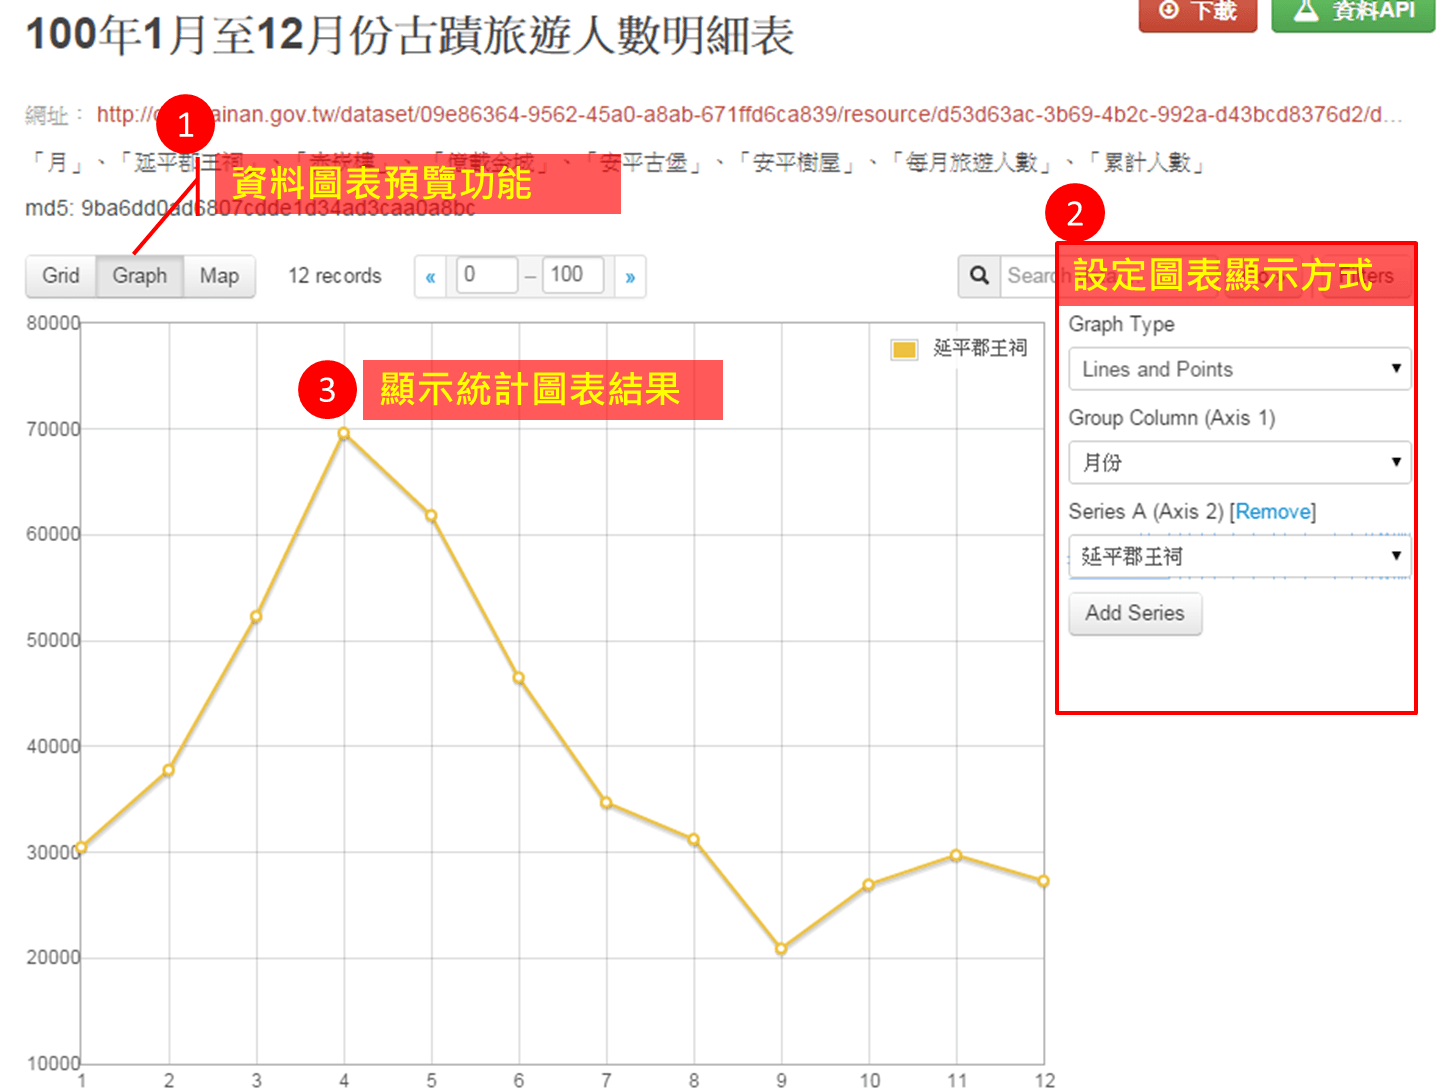 100年1月至12月份古蹟旅遊人數明細表
下載
資料API
網址：
http://
ainan.gov.tw/dataset/09e86364-9562-45a0-a8ab-671ffd6ca839/resource/d53d63ac-3b69-4b2c-992a-d43bcd8376d2/d...
1
「月」、「延平郡王祠」、「赤崁樓」、「億載金城」、「安平古堡」、「安平樹屋」、「每月旅遊人數」、「累計人數」
資料圖表預覽功能
md5: 9ba6dd0ad6807cdde1d34ad3caa0a8bc
2
Grid
Graph
Map
12 records
«
0
–
100
»
Search
設定圖表顯示方式
Filters
Graph Type
Lines and Points
Group Column (Axis 1)
月份
Series A (Axis 2) [Remove]
延平郡王祠
Add Series
延平郡王祠
3
顯示統計圖表結果
80000
70000
60000
50000
40000
30000
20000
10000
1 2 3 4 5 6 7 8 9 10 11 12